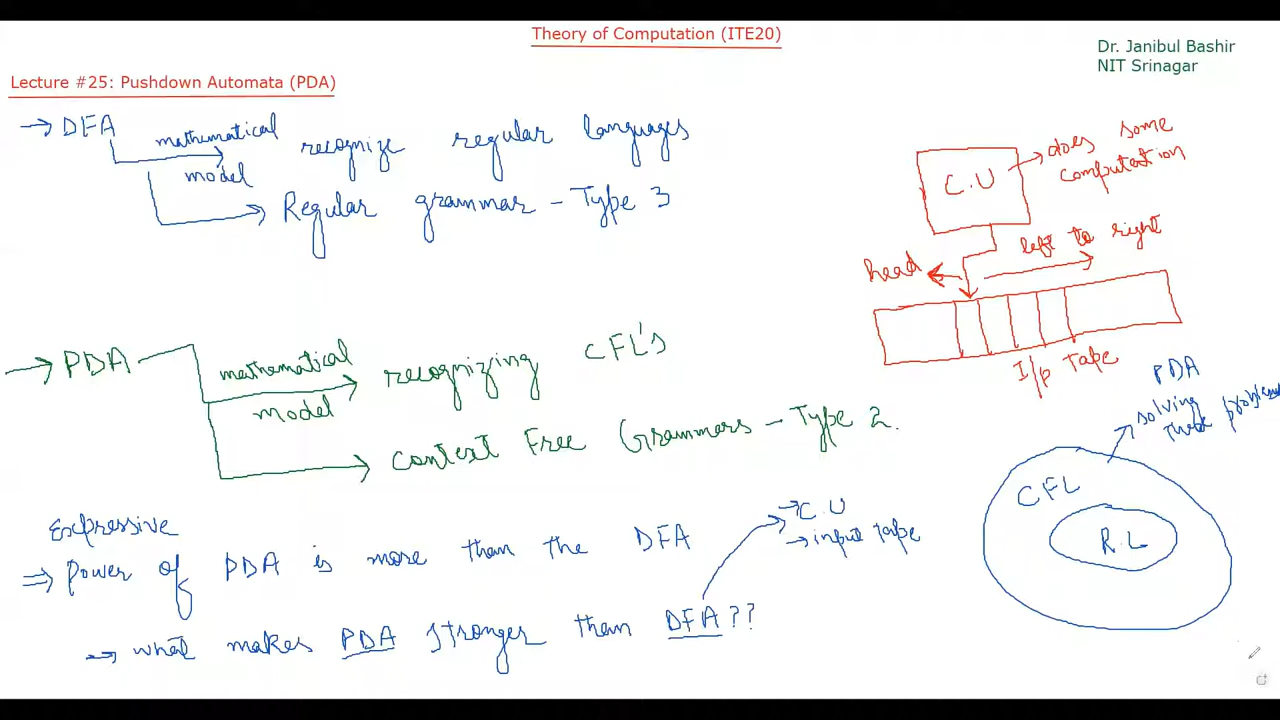 Theory of Computation (ITE20)
Dr. Janibul Bashir
NIT Srinagar
Lecture #25: Pushdown Automata (PDA)
→ DFA mathematical model recognize regular languages
→ Regular grammar - Type 3
C.U → does some computation
head
left to right
I/p Tape
→ PDA mathematical model recognizing CFL's
→ Context Free Grammars - Type 2.
PDA
solving these problems
CFL
R.L
Expressive
⇒ Power of PDA is more than the DFA
→ C.U
→ input Tape
→ what makes PDA stronger than DFA??